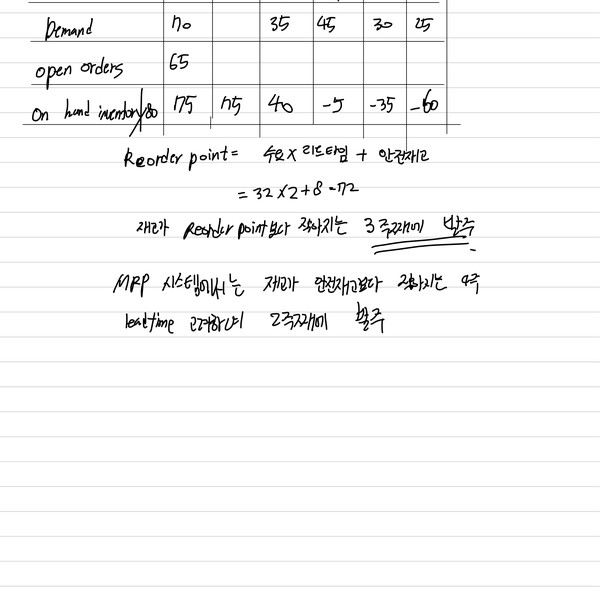 Demand 70 35 45 30 25
open orders 65
on hand inventory/80 175 175 40 -5 -35 -60
Reorder point = 수요 x 리드타임 + 안전재고
= 32 x 2 + 8 = 72
재고가 Reorder point보다 작아지는 3주째에 발주
MRP 시스템에서는 재고가 안전재고보다 작아지는 4주
lead time 고려하여 2주째에 발주